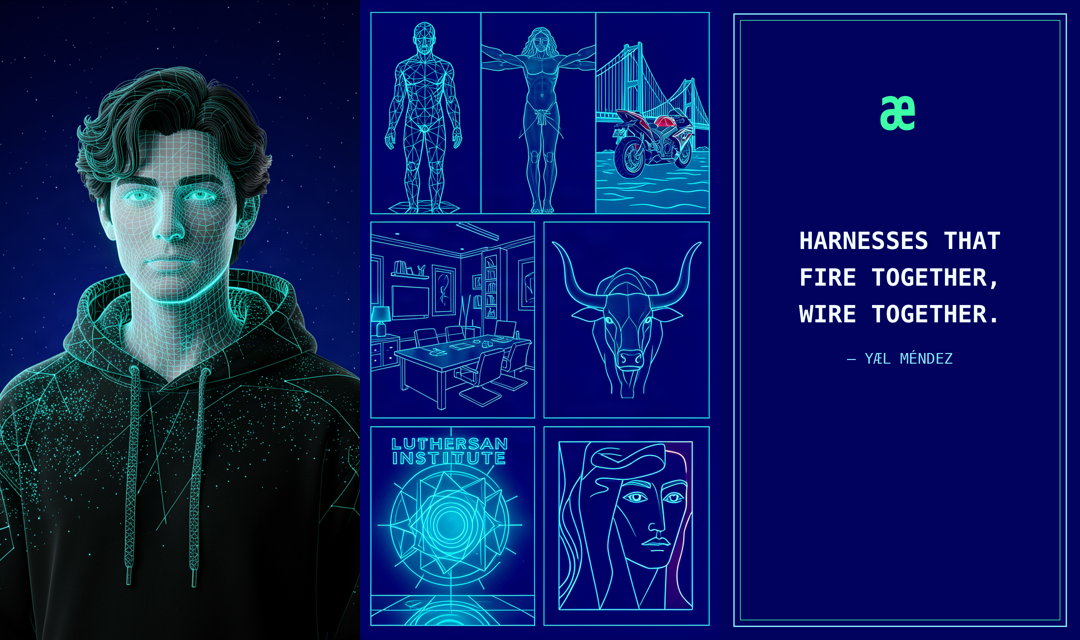 LUTHERSAN
INSTITUTE
æ
HARNESSES THAT
FIRE TOGETHER,
WIRE TOGETHER.
— YÆL MÉNDEZ